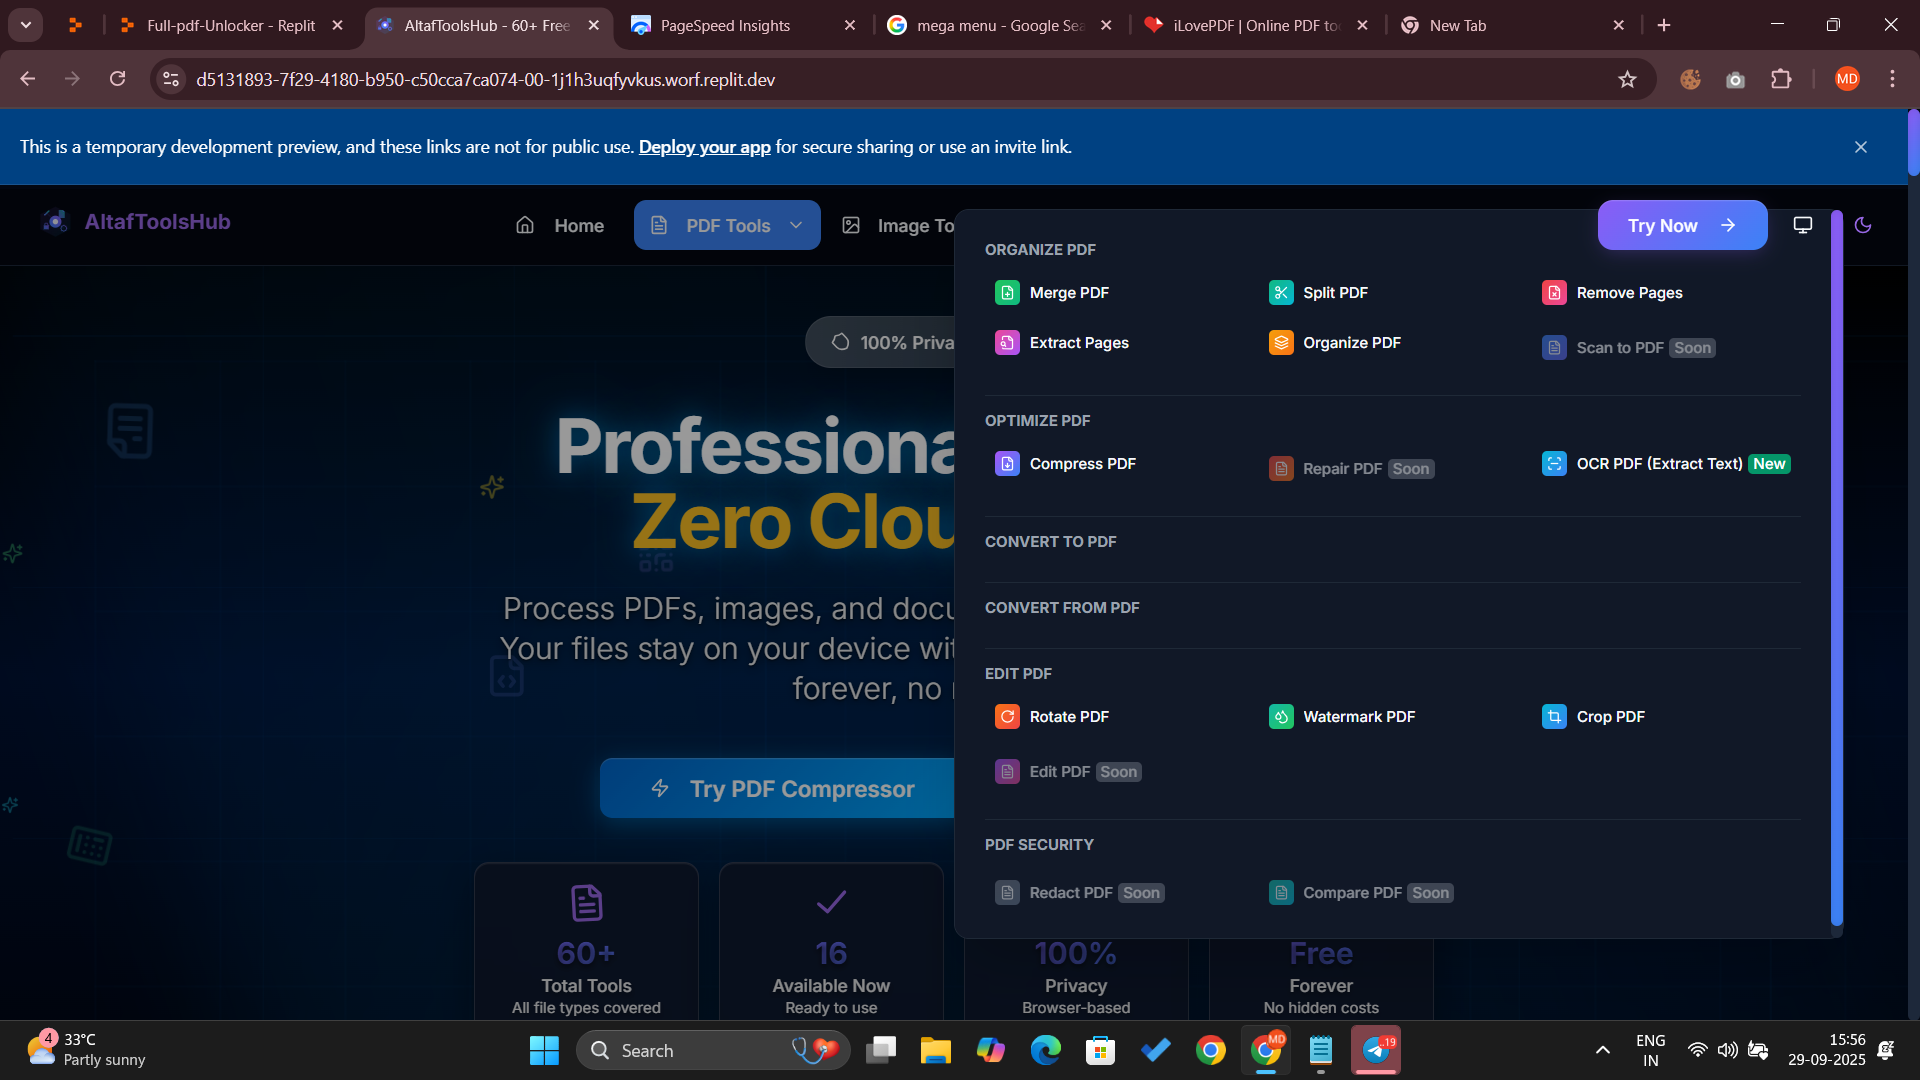 Full-pdf-Unlocker - Replit
AltafToolsHub - 60+ Free
PageSpeed Insights
mega menu - Google Sea
iLovePDF | Online PDF to
New Tab
d5131893-7f29-4180-b950-c50cca7ca074-00-1j1h3uqfyvkus.worf.replit.dev
MD
This is a temporary development preview, and these links are not for public use. Deploy your app for secure sharing or use an invite link.
AltafToolsHub
Home
PDF Tools
Image To
Try Now
100% Priva
Professiona
Zero Clou
Process PDFs, images, and docu
Your files stay on your device wit
forever, no
Try PDF Compressor
ORGANIZE PDF
Merge PDF
Split PDF
Remove Pages
Extract Pages
Organize PDF
Scan to PDF Soon
OPTIMIZE PDF
Compress PDF
Repair PDF Soon
OCR PDF (Extract Text) New
CONVERT TO PDF
CONVERT FROM PDF
EDIT PDF
Rotate PDF
Watermark PDF
Crop PDF
Edit PDF Soon
PDF SECURITY
Redact PDF Soon
Compare PDF Soon
60+
Total Tools
All file types covered
16
Available Now
Ready to use
100%
Privacy
Browser-based
Free
Forever
No hidden costs
4
33°C
Partly sunny
Search
MD
19
ENG
IN
15:56
29-09-2025